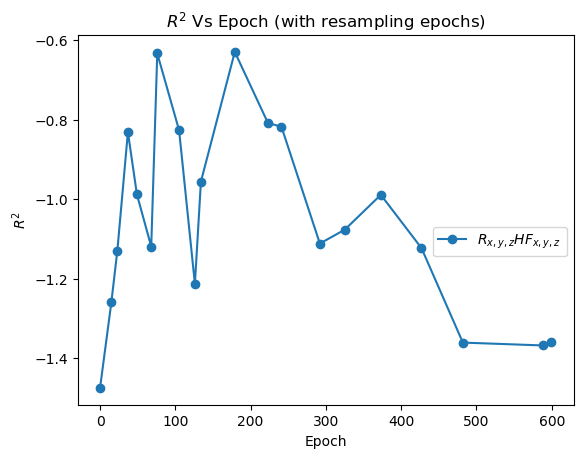 R² Vs Epoch (with resampling epochs)
−0.6
−0.8
−1.0
−1.2
−1.4
R²
R_{x,y,z}HF_{x,y,z}
0 100 200 300 400 500 600
Epoch